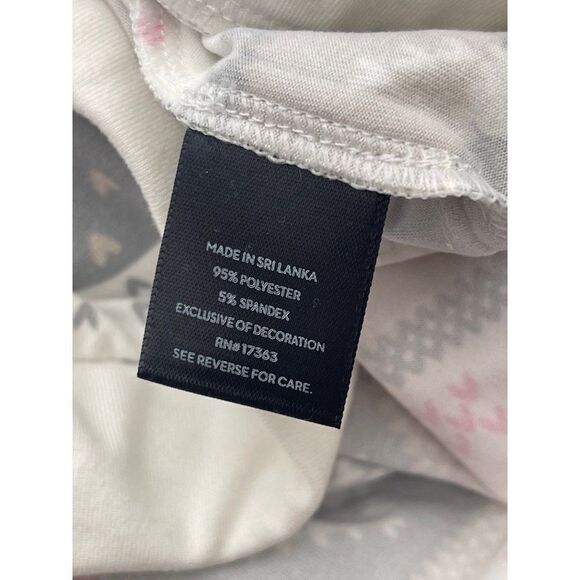 MADE IN SRI LANKA
95% POLYESTER
5% SPANDEX
EXCLUSIVE OF DECORATION
RN#17363
SEE REVERSE FOR CARE.